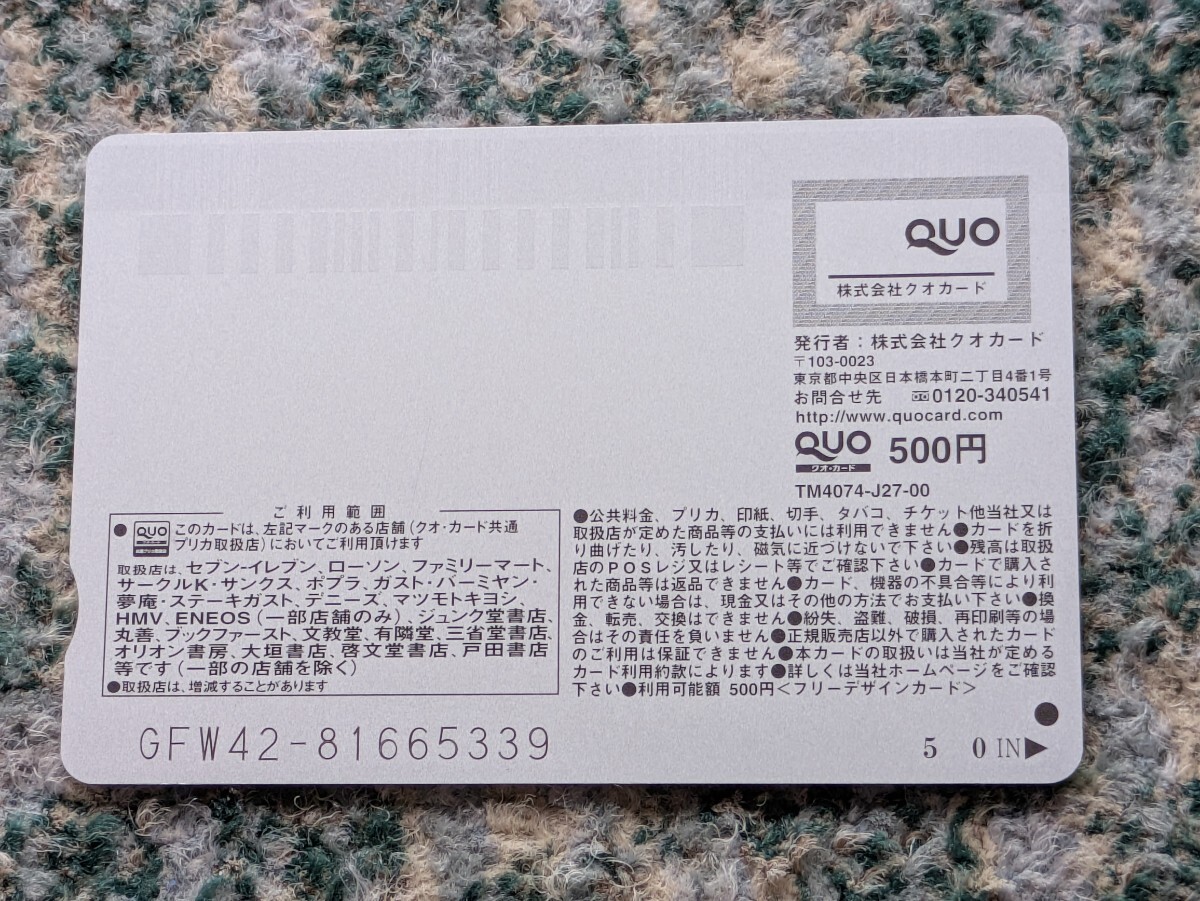 QUO
株式会社クオカード
発行者：株式会社クオカード
〒103-0023
東京都中央区日本橋本町二丁目4番1号
お問合せ先 0120-340541
http://www.quocard.com
QUO 500円
クオ・カード
TM4074-J27-00
ご利用範囲
●QUO このカードは、左記マークのある店舗（クオ・カード共通
プリカ取扱店）においてご利用頂けます
取扱店は、セブン-イレブン、ローソン、ファミリーマート、
サークルK・サンクス、ポプラ、ガスト・バーミヤン・
夢庵・ステーキガスト、デニーズ、マツモトキヨシ、
HMV、ENEOS（一部店舗のみ）、ジュンク堂書店、
丸善、ブックファースト、文教堂、有隣堂、三省堂書店、
オリオン書房、大垣書店、啓文堂書店、戸田書店
等です（一部の店舗を除く）
●取扱店は、増減することがあります
●公共料金、プリカ、印紙、切手、タバコ、チケット他当社又は
取扱店が定めた商品等の支払いには利用できません●カードを折
り曲げたり、汚したり、磁気に近づけないで下さい●残高は取扱
店のPOSレジ又はレシート等でご確認下さい●カードで購入さ
れた商品等は返品できません●カード、機器の不具合等により利
用できない場合は、現金又はその他の方法でお支払い下さい●換
金、転売、交換はできません●紛失、盗難、破損、再印刷等の場
合はその責任を負いません●正規販売店以外で購入されたカード
のご利用は保証できません●本カードの取扱いは当社が定める
カード利用約款によります●詳しくは当社ホームページをご確認
下さい●利用可能額 500円＜フリーデザインカード＞
GFW42-81665339
5 0 IN▶